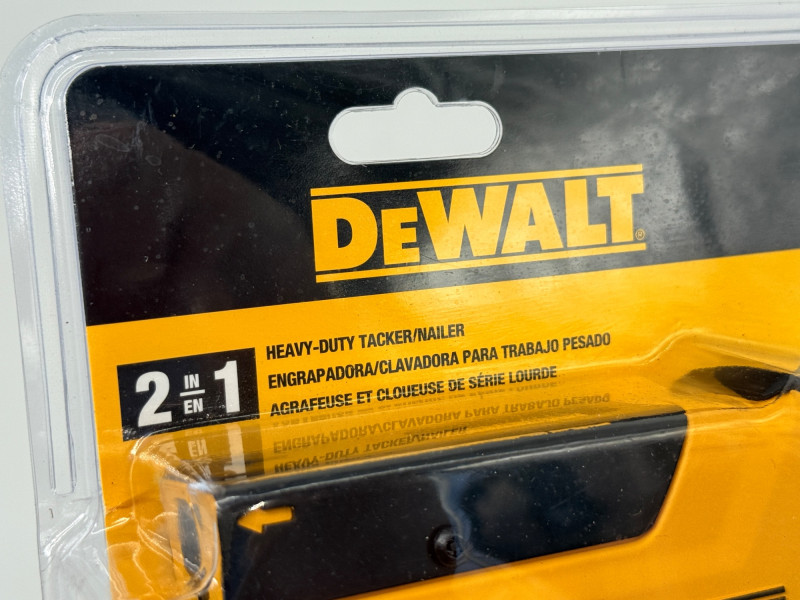 DEWALT®
HEAVY-DUTY TACKER/NAILER
ENGRAPADORA/CLAVADORA PARA TRABAJO PESADO
AGRAFEUSE ET CLOUEUSE DE SÉRIE LOURDE
2 IN/EN 1